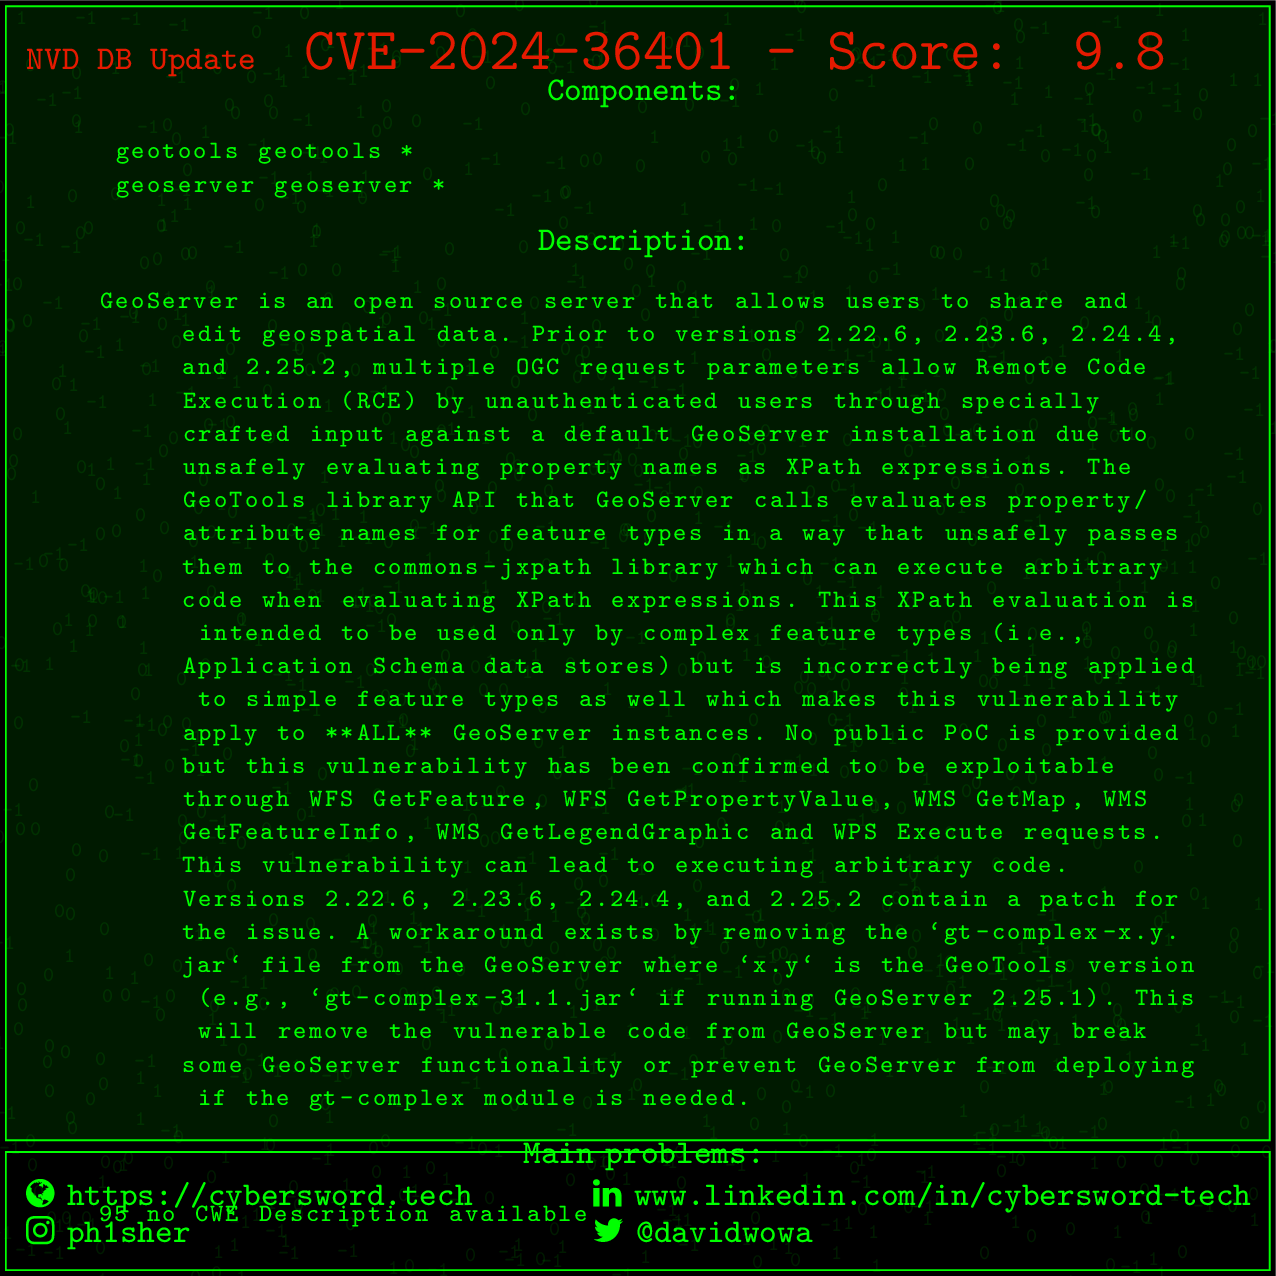 NVD DB Update CVE-2024-36401 - Score: 9.8
Components:
geotools geotools *
geoserver geoserver *
Description:
GeoServer is an open source server that allows users to share and
edit geospatial data. Prior to versions 2.22.6, 2.23.6, 2.24.4,
and 2.25.2, multiple OGC request parameters allow Remote Code
Execution (RCE) by unauthenticated users through specially
crafted input against a default GeoServer installation due to
unsafely evaluating property names as XPath expressions. The
GeoTools library API that GeoServer calls evaluates property/
attribute names for feature types in a way that unsafely passes
them to the commons-jxpath library which can execute arbitrary
code when evaluating XPath expressions. This XPath evaluation is
intended to be used only by complex feature types (i.e.,
Application Schema data stores) but is incorrectly being applied
to simple feature types as well which makes this vulnerability
apply to **ALL** GeoServer instances. No public PoC is provided
but this vulnerability has been confirmed to be exploitable
through WFS GetFeature, WFS GetPropertyValue, WMS GetMap, WMS
GetFeatureInfo, WMS GetLegendGraphic and WPS Execute requests.
This vulnerability can lead to executing arbitrary code.
Versions 2.22.6, 2.23.6, 2.24.4, and 2.25.2 contain a patch for
the issue. A workaround exists by removing the `gt-complex-x.y.
jar` file from the GeoServer where `x.y` is the GeoTools version
(e.g., `gt-complex-31.1.jar` if running GeoServer 2.25.1). This
will remove the vulnerable code from GeoServer but may break
some GeoServer functionality or prevent GeoServer from deploying
if the gt-complex module is needed.
Main problems:
https://cybersword.tech www.linkedin.com/in/cybersword-tech
95 no CWE Description available
ph1sher @davidwowa